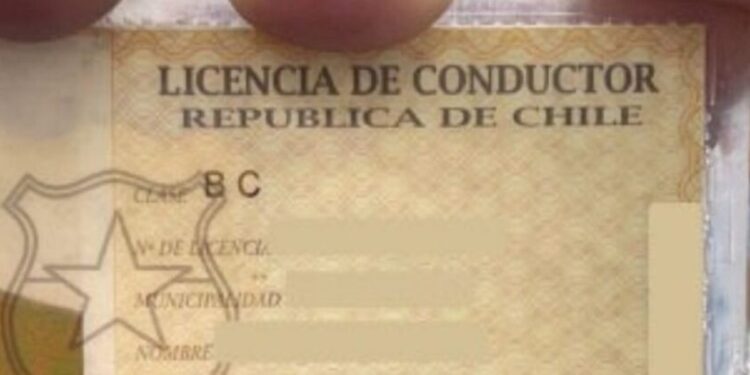 LICENCIA DE CONDUCTOR
REPUBLICA DE CHILE
CLASE B C
Nº DE LICENCIA
MUNICIPALIDAD
NOMBRE